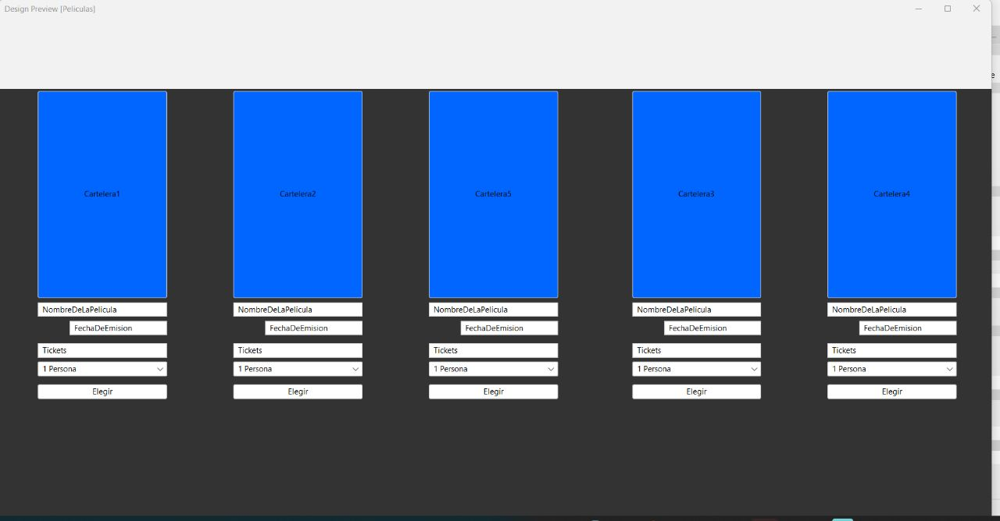 Design Preview [Peliculas]
Cartelera1 Cartelera2 Cartelera5 Cartelera3 Cartelera4
NombreDeLaPelicula NombreDeLaPelicula NombreDeLaPelicula NombreDeLaPelicula NombreDeLaPelicula
FechaDeEmision FechaDeEmision FechaDeEmision FechaDeEmision FechaDeEmision
Tickets Tickets Tickets Tickets Tickets
1 Persona 1 Persona 1 Persona 1 Persona 1 Persona
Elegir Elegir Elegir Elegir Elegir